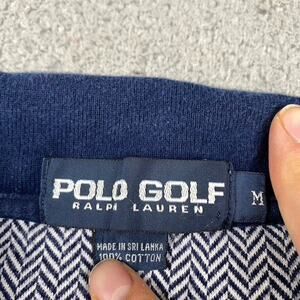 POLO GOLF
RALPH LAUREN
M
MADE IN SRI LANKA
100% COTTON